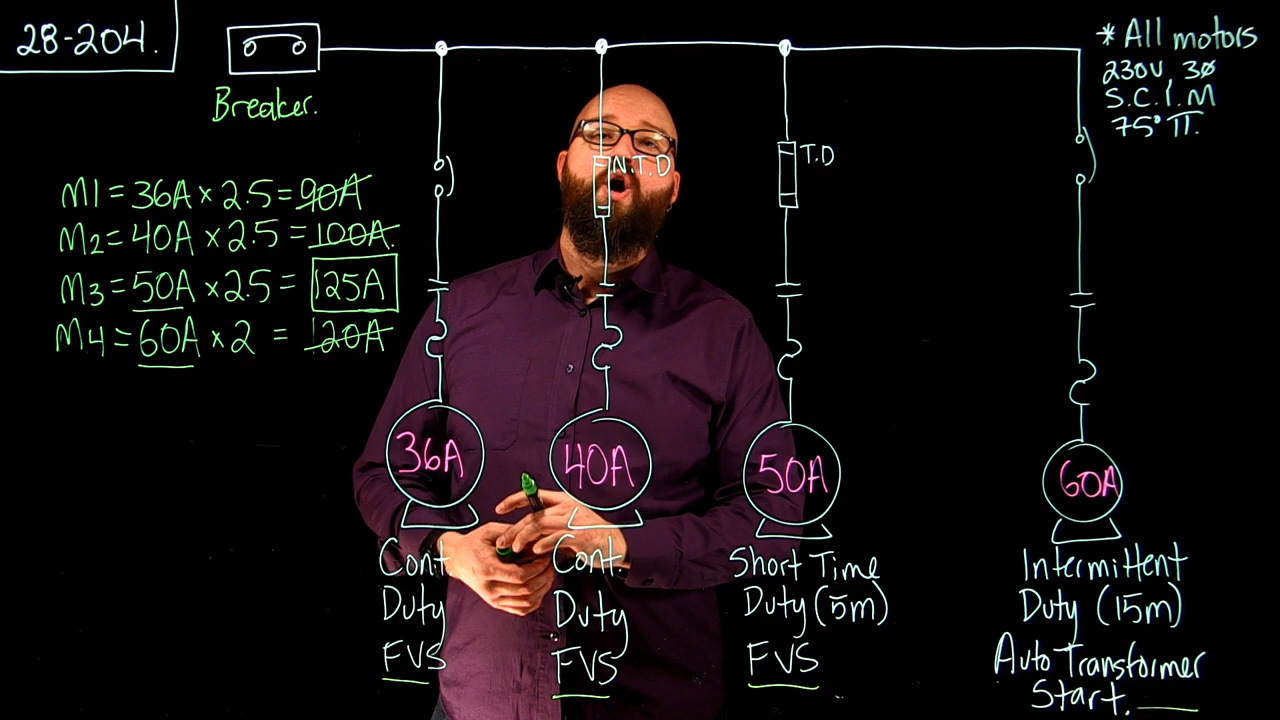 28-204.
Breaker.
* All motors
230V, 3Ø
S.C.I.M
75° TT.
M1 = 36A x 2.5 = 90A
M2 = 40A x 2.5 = 100A.
M3 = 50A x 2.5 = 125A
M4 = 60A x 2 = 120A
N.T.D
T.D
36A
40A
50A
60A
Cont.
Duty
FVS
Cont.
Duty
FVS
Short Time
Duty (5m)
FVS
Intermittent
Duty (15m)
Auto Transformer
Start.